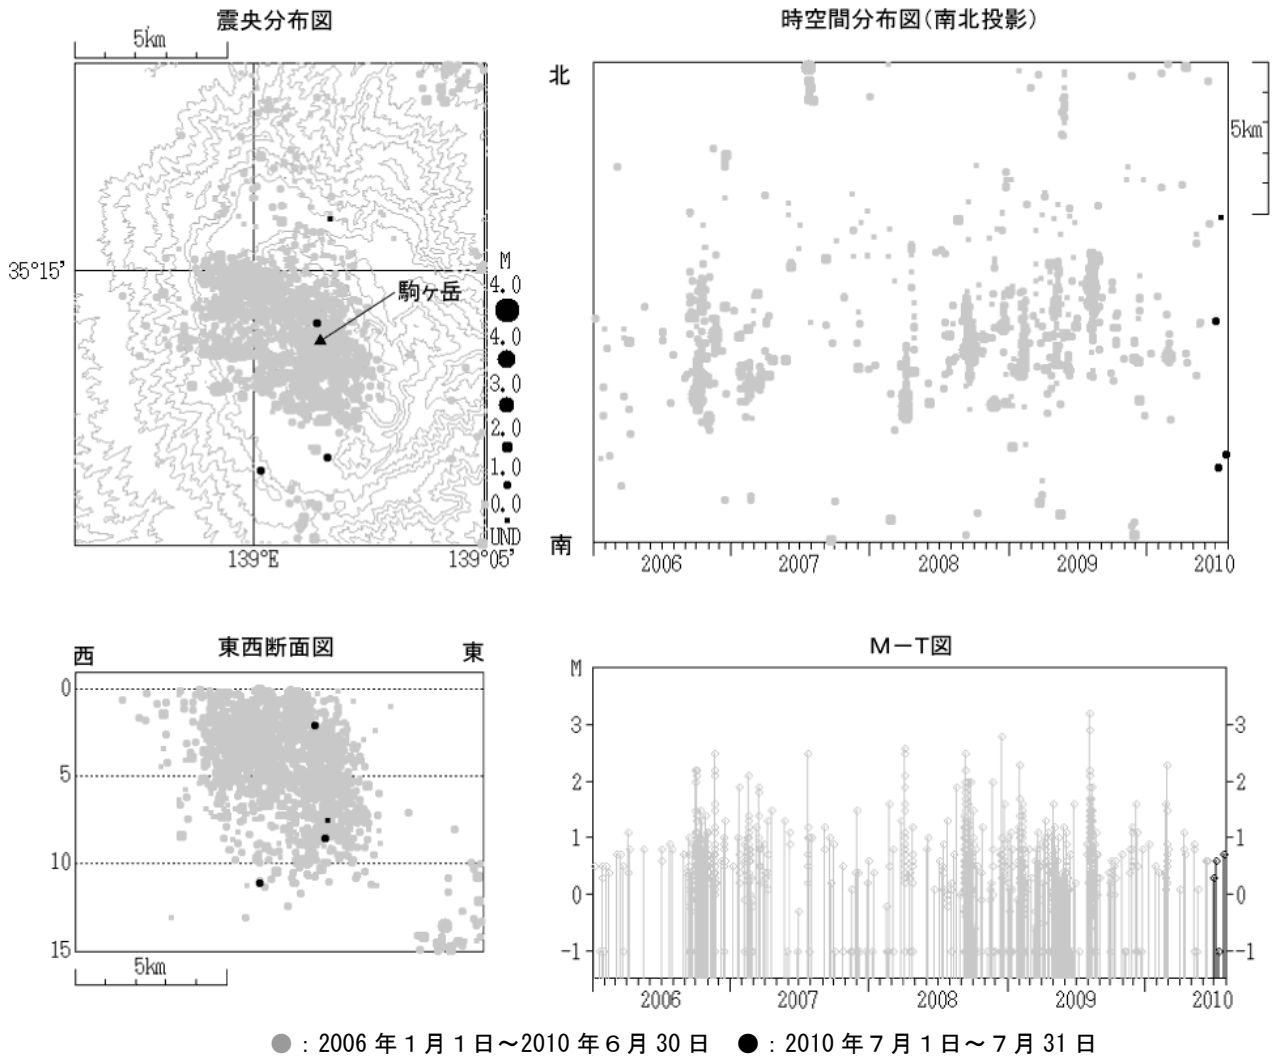 震央分布図
5km
35°15'
駒ヶ岳
M
4.0
4.0
3.0
2.0
1.0
0.0
UND
139°E
139°05'
時空間分布図(南北投影)
北
5km
南
2006 2007 2008 2009 2010
東西断面図
西 東
0
5
10
15
5km
M-T図
M
3 3
2 2
1 1
0 0
-1 -1
2006 2007 2008 2009 2010
●：2006年1月1日～2010年6月30日 ●：2010年7月1日～7月31日